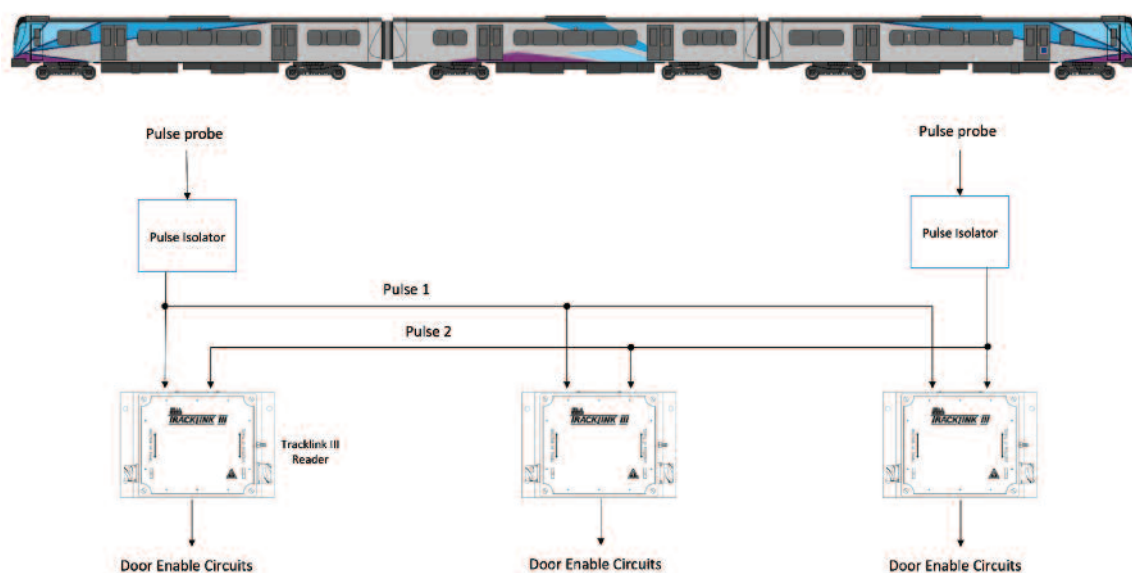 Pulse probe
Pulse probe
Pulse Isolator
Pulse Isolator
Pulse 1
Pulse 2
TRACKLINK III
TRACKLINK III
TRACKLINK III
Tracklink III
Reader
Door Enable Circuits
Door Enable Circuits
Door Enable Circuits